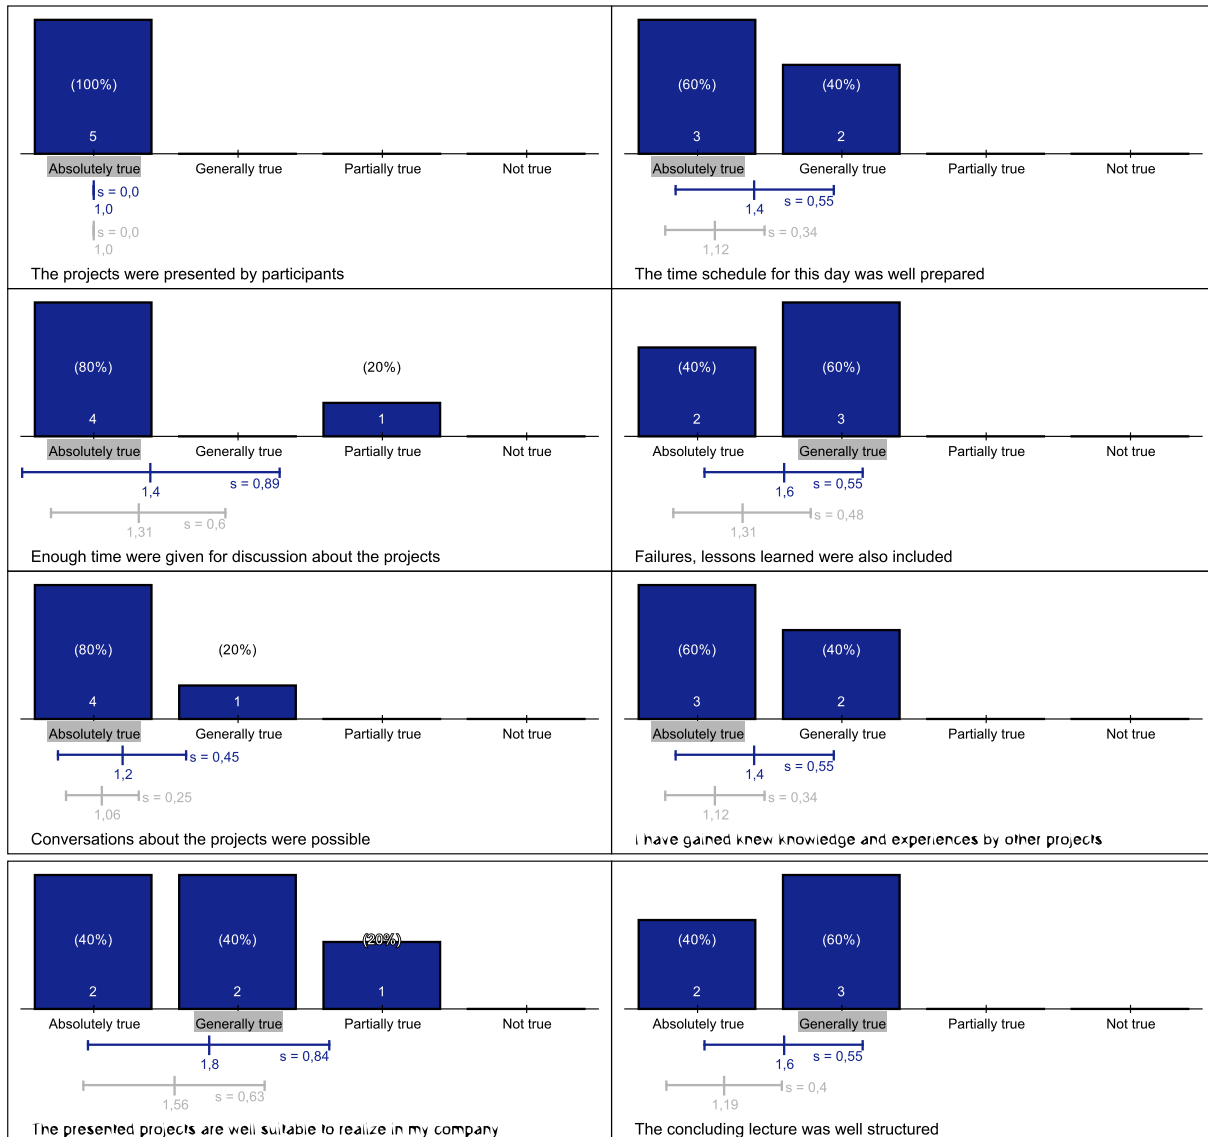 (100%)
5
Absolutely true Generally true Partially true Not true
s = 0,0
1,0
s = 0,0
1,0
The projects were presented by participants
(60%) (40%)
3 2
Absolutely true Generally true Partially true Not true
s = 0,55
1,4
s = 0,34
1,12
The time schedule for this day was well prepared
(80%) (20%)
4 1
Absolutely true Generally true Partially true Not true
s = 0,89
1,4
s = 0,6
1,31
Enough time were given for discussion about the projects
(40%) (60%)
2 3
Absolutely true Generally true Partially true Not true
s = 0,55
1,6
s = 0,48
1,31
Failures, lessons learned were also included
(80%) (20%)
4 1
Absolutely true Generally true Partially true Not true
s = 0,45
1,2
s = 0,25
1,06
Conversations about the projects were possible
(60%) (40%)
3 2
Absolutely true Generally true Partially true Not true
s = 0,55
1,4
s = 0,34
1,12
I have gained knew knowledge and experiences by other projects
(40%) (40%) (20%)
2 2 1
Absolutely true Generally true Partially true Not true
s = 0,84
1,8
s = 0,63
1,56
The presented projects are well suitable to realize in my company
(40%) (60%)
2 3
Absolutely true Generally true Partially true Not true
s = 0,55
1,6
s = 0,4
1,19
The concluding lecture was well structured